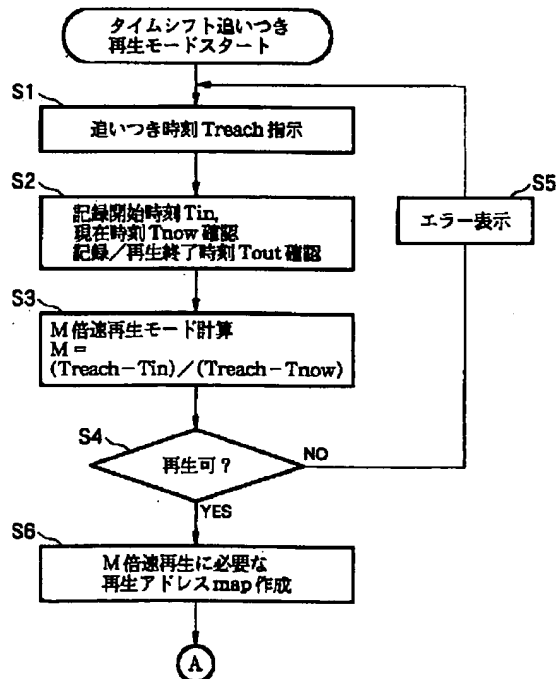 タイムシフト追いつき
再生モードスタート
S1
追いつき時刻Treach指示
S2
記録開始時刻Tin,
現在時刻Tnow確認
記録／再生終了時刻Tout確認
S5
エラー表示
S3
M倍速再生モード計算
M＝
(Treach－Tin)／(Treach－Tnow)
S4
再生可？
NO
YES
S6
M倍速再生に必要な
再生アドレスmap作成
A